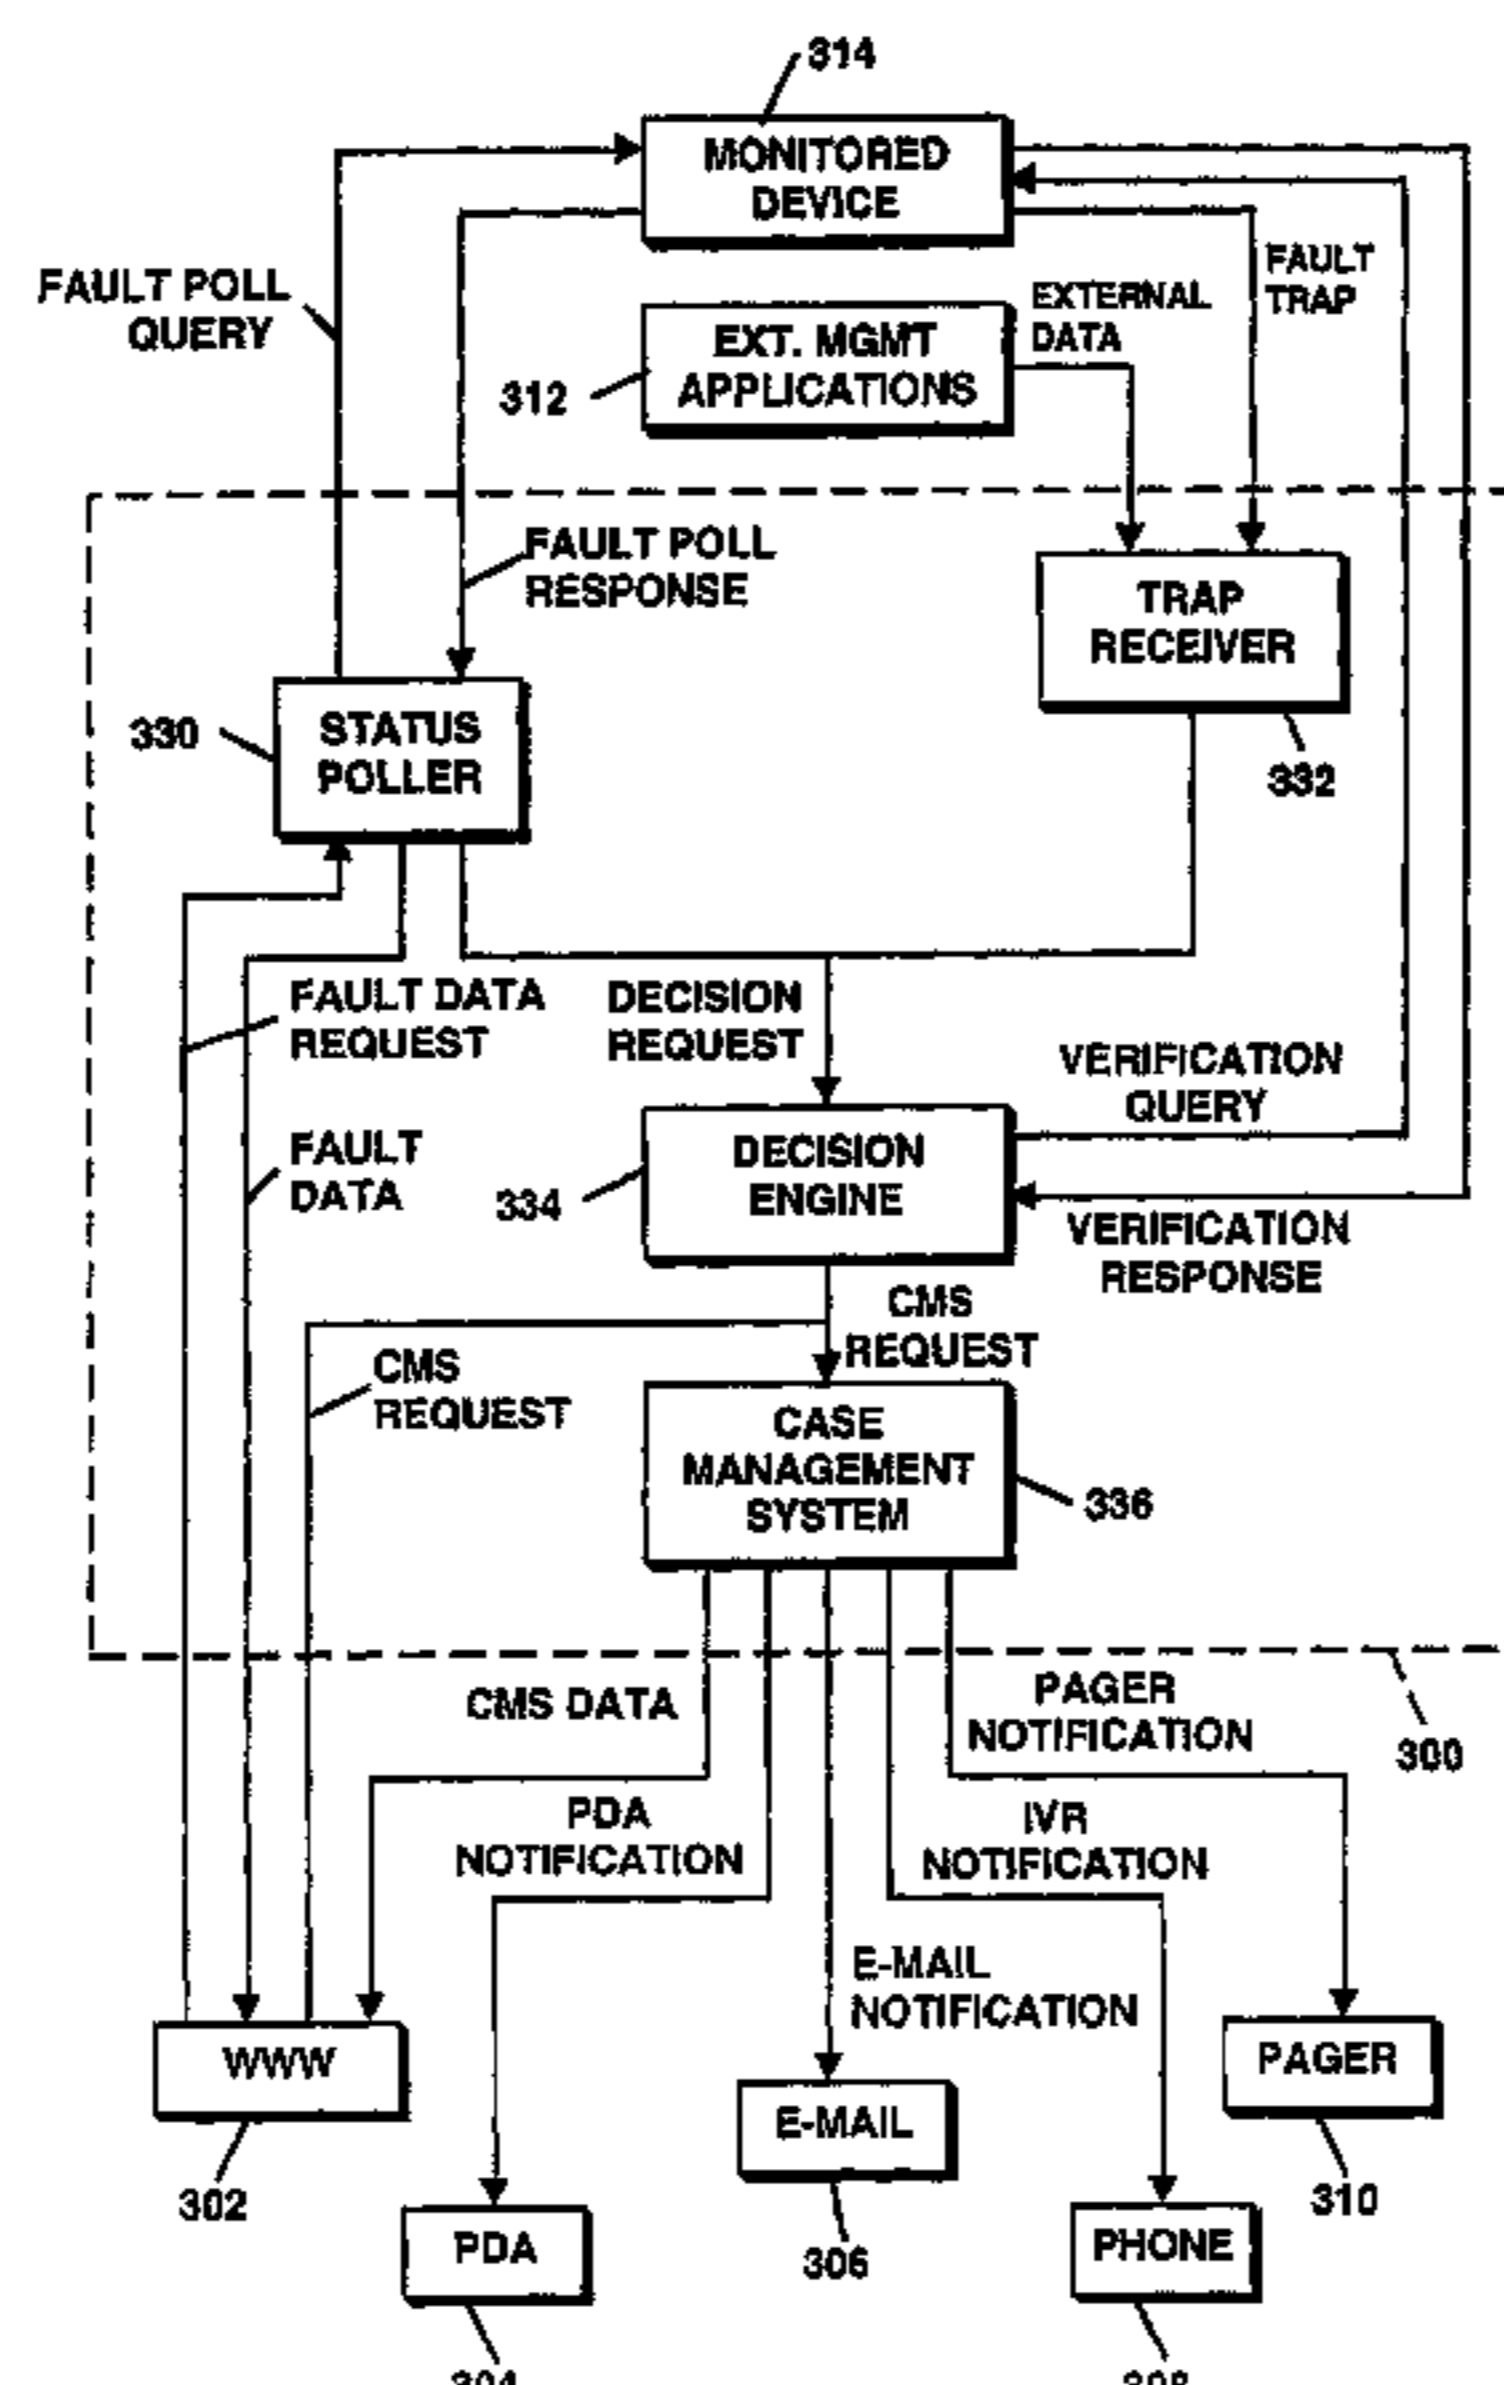 314
MONITORED
DEVICE
FAULT POLL
QUERY
EXTERNAL
DATA
FAULT
TRAP
EXT. MGMT
APPLICATIONS
312
FAULT POLL
RESPONSE
TRAP
RECEIVER
332
330
STATUS
POLLER
FAULT DATA
REQUEST
DECISION
REQUEST
VERIFICATION
QUERY
FAULT
DATA
DECISION
ENGINE
334
VERIFICATION
RESPONSE
CMS
REQUEST
CMS
REQUEST
CASE
MANAGEMENT
SYSTEM
336
CMS DATA
PAGER
NOTIFICATION
300
PDA
NOTIFICATION
IVR
NOTIFICATION
E-MAIL
NOTIFICATION
WWW
302
PAGER
310
E-MAIL
306
PDA
PHONE